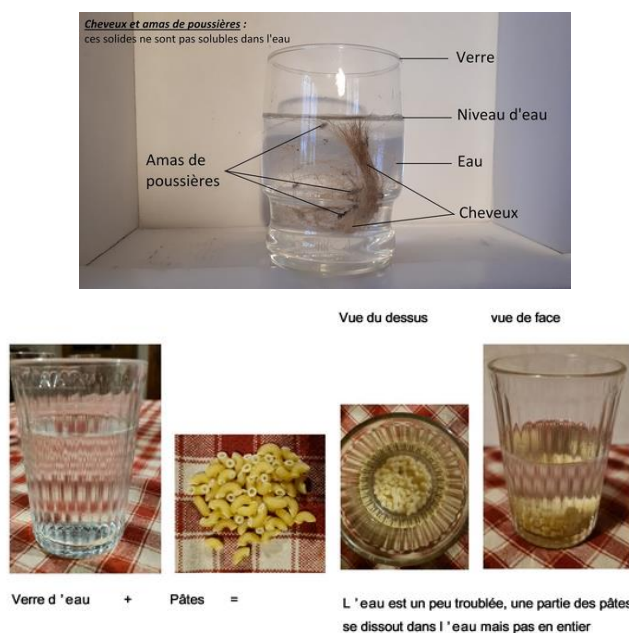 Cheveux et amas de poussières :
ces solides ne sont pas solubles dans l'eau
Verre
Niveau d'eau
Amas de
poussières
Eau
Cheveux
Vue du dessus
vue de face
Verre d 'eau + Pâtes =
L 'eau est un peu troublée, une partie des pâtes
se dissout dans l 'eau mais pas en entier